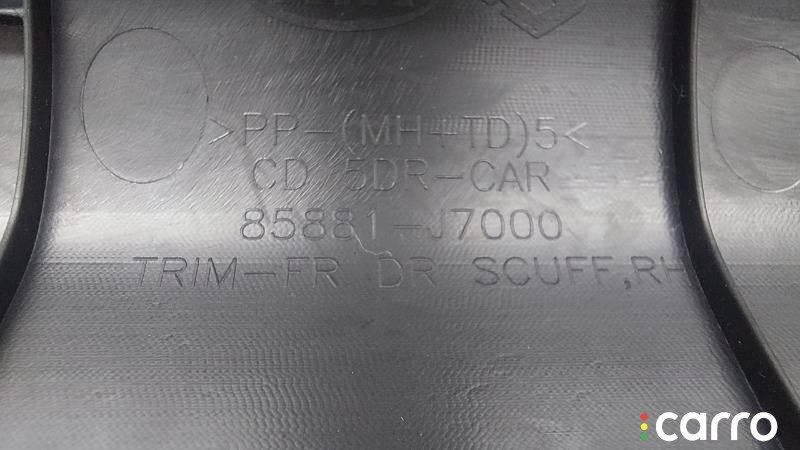 >PP-(MH+TD)5<
CD 5DR-CAR
85881-J7000
TRIM-FR DR SCUFF,RH
carro